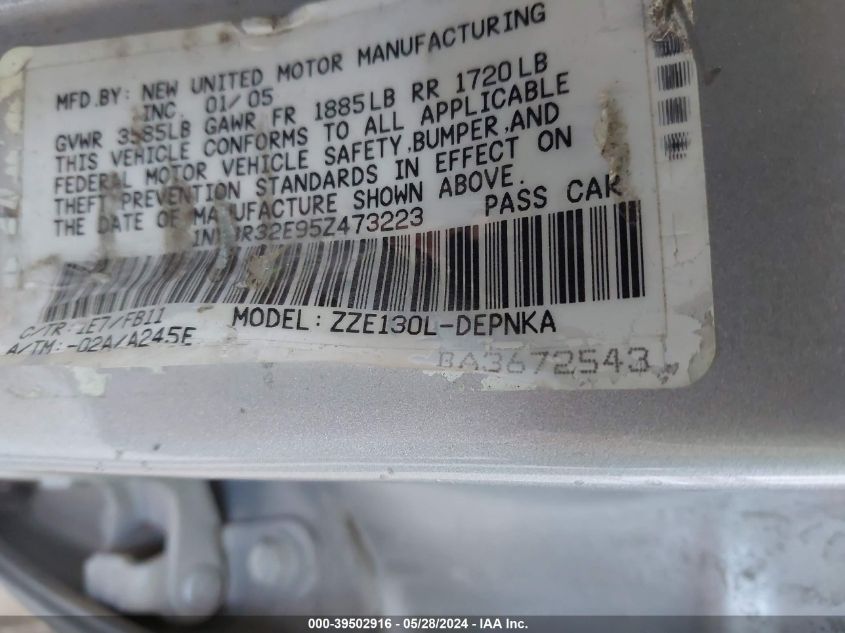 MFD.BY: NEW UNITED MOTOR MANUFACTURING
INC. 01/05
GVWR 3585LB GAWR FR 1885LB RR 1720LB
THIS VEHICLE CONFORMS TO ALL APPLICABLE
FEDERAL MOTOR VEHICLE SAFETY,BUMPER,AND
THEFT PREVENTION STANDARDS IN EFFECT ON
THE DATE OF MANUFACTURE SHOWN ABOVE.
PASS CAR
C/TR: 1E7/FB11
MODEL: ZZE130L-DEPNKA
A/TM: -02A/A245E
BA3672543
000-39502916 - 05/28/2024 - IAA Inc.